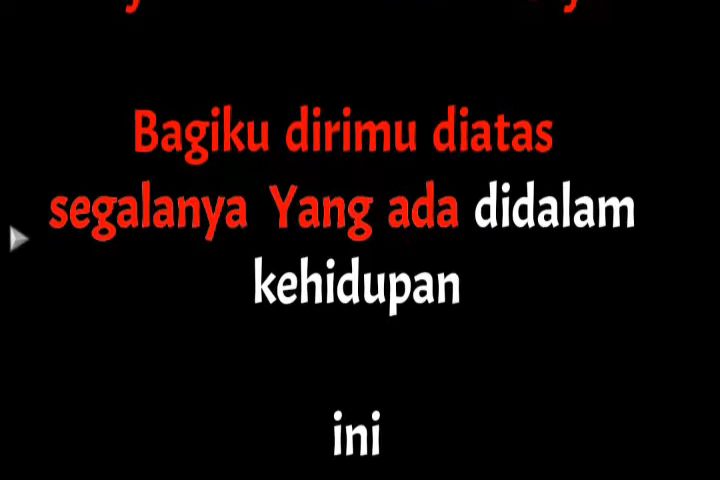 Bagiku dirimu diatas
segalanya Yang ada didalam
kehidupan
ini